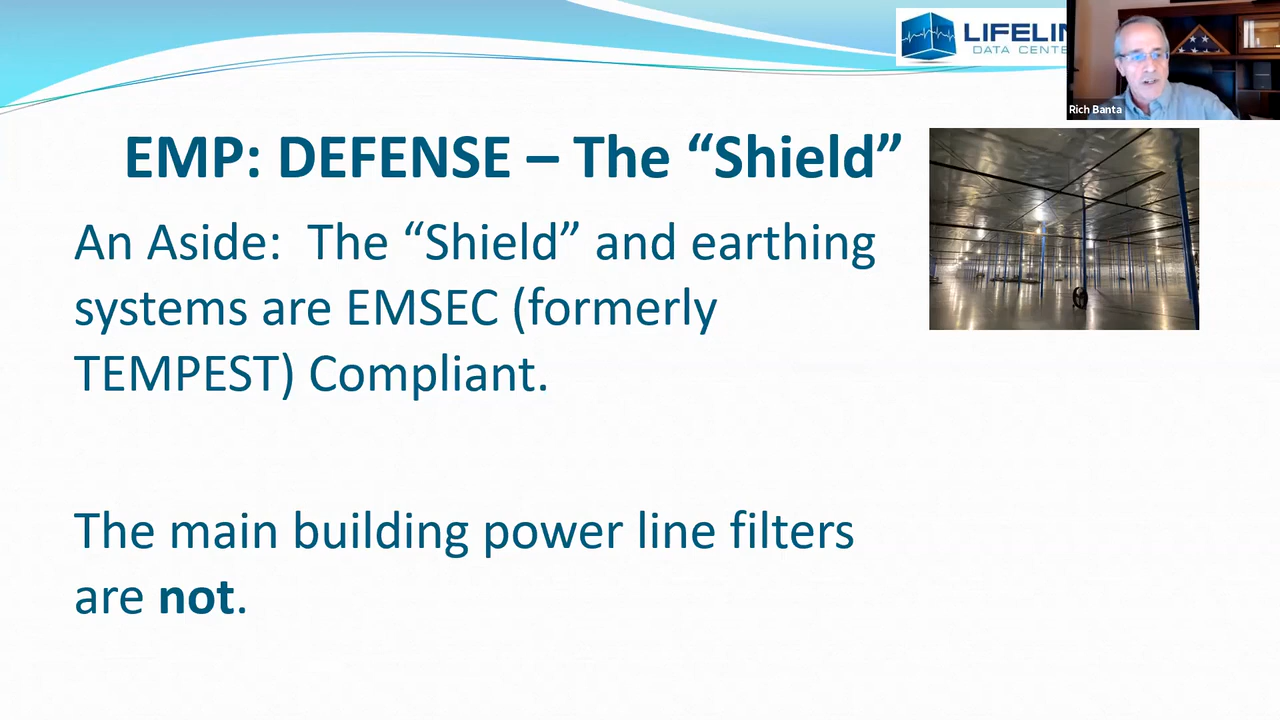 LIFELIN
DATA CENTE
Rich Banta
EMP: DEFENSE – The “Shield”
An Aside:  The “Shield” and earthing
systems are EMSEC (formerly
TEMPEST) Compliant.
The main building power line filters
are not.